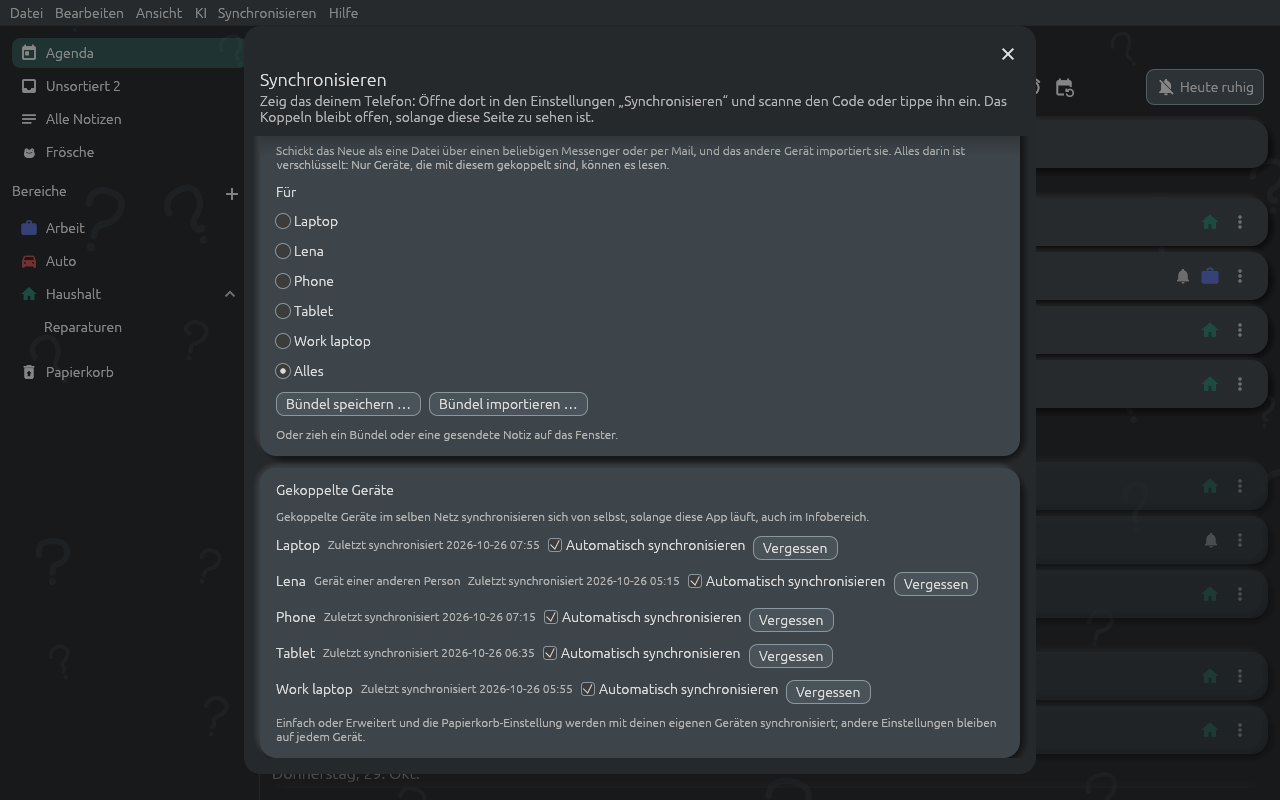 Datei Bearbeiten Ansicht KI Synchronisieren Hilfe
Agenda
Unsortiert 2
Alle Notizen
Frösche
Bereiche
Arbeit
Auto
Haushalt
Reparaturen
Papierkorb
Heute ruhig
Synchronisieren
Zeig das deinem Telefon: Öffne dort in den Einstellungen „Synchronisieren“ und scanne den Code oder tippe ihn ein. Das
Koppeln bleibt offen, solange diese Seite zu sehen ist.
Schickt das Neue als eine Datei über einen beliebigen Messenger oder per Mail, und das andere Gerät importiert sie. Alles darin ist
verschlüsselt: Nur Geräte, die mit diesem gekoppelt sind, können es lesen.
Für
Laptop
Lena
Phone
Tablet
Work laptop
Alles
Bündel speichern … Bündel importieren …
Oder zieh ein Bündel oder eine gesendete Notiz auf das Fenster.
Gekoppelte Geräte
Gekoppelte Geräte im selben Netz synchronisieren sich von selbst, solange diese App läuft, auch im Infobereich.
Laptop Zuletzt synchronisiert 2026-10-26 07:55 Automatisch synchronisieren Vergessen
Lena Gerät einer anderen Person Zuletzt synchronisiert 2026-10-26 05:15 Automatisch synchronisieren Vergessen
Phone Zuletzt synchronisiert 2026-10-26 07:15 Automatisch synchronisieren Vergessen
Tablet Zuletzt synchronisiert 2026-10-26 06:35 Automatisch synchronisieren Vergessen
Work laptop Zuletzt synchronisiert 2026-10-26 05:55 Automatisch synchronisieren Vergessen
Einfach oder Erweitert und die Papierkorb-Einstellung werden mit deinen eigenen Geräten synchronisiert; andere Einstellungen bleiben
auf jedem Gerät.
Donnerstag, 29. Okt.